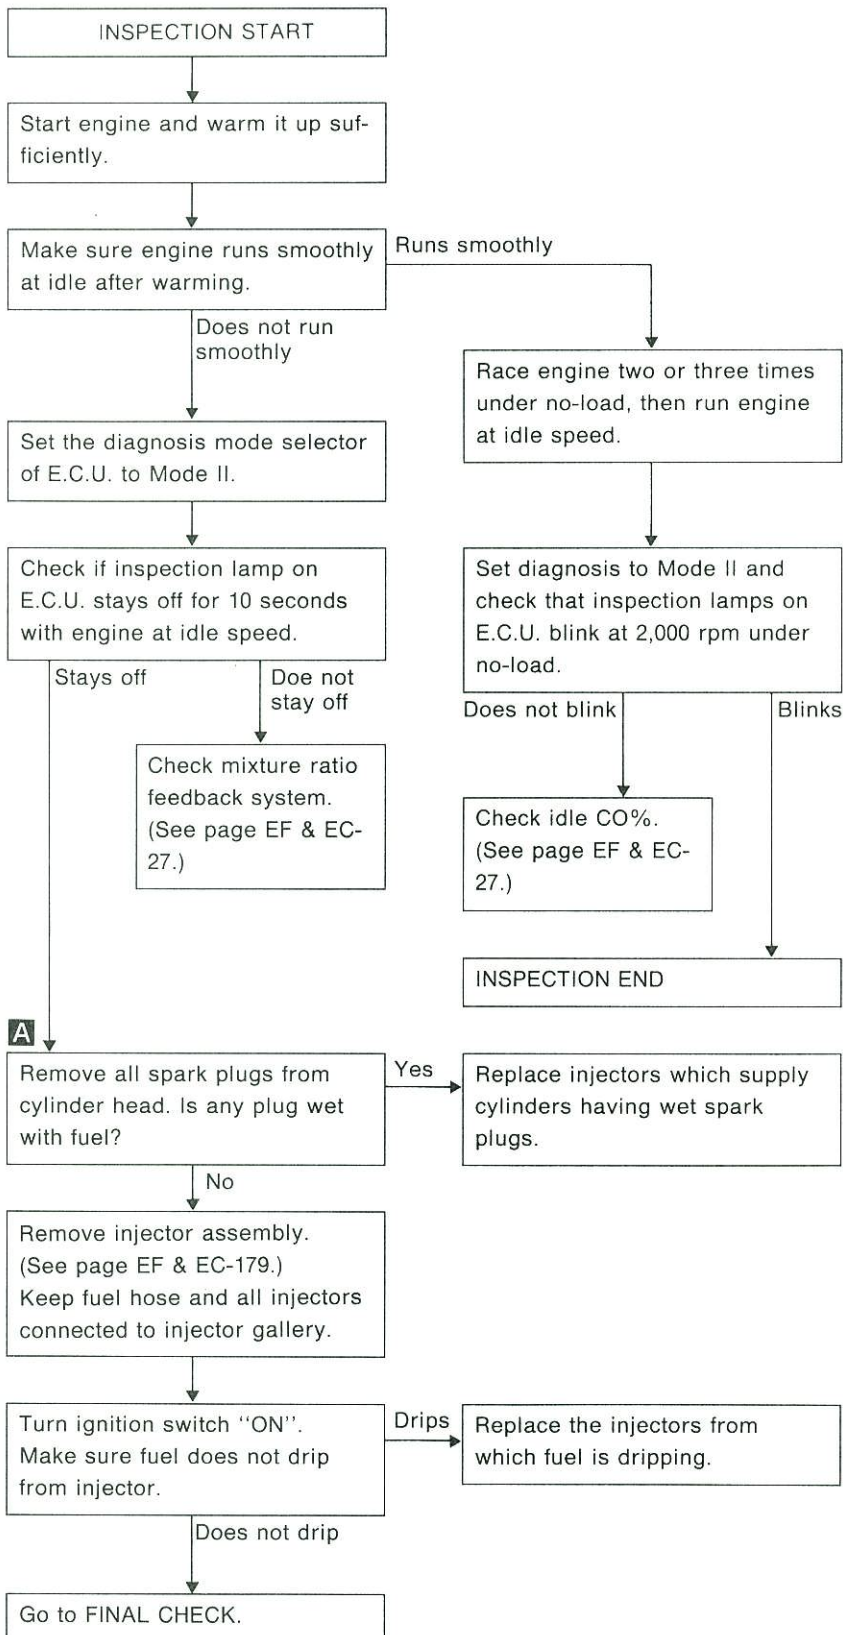 INSPECTION START
Start engine and warm it up suf-
ficiently.
Make sure engine runs smoothly
at idle after warming.
Runs smoothly
Does not run
smoothly
Race engine two or three times
under no-load, then run engine
at idle speed.
Set the diagnosis mode selector
of E.C.U. to Mode II.
Check if inspection lamp on
E.C.U. stays off for 10 seconds
with engine at idle speed.
Set diagnosis to Mode II and
check that inspection lamps on
E.C.U. blink at 2,000 rpm under
no-load.
Stays off
Doe not
stay off
Does not blink
Blinks
Check mixture ratio
feedback system.
(See page EF & EC-
27.)
Check idle CO%.
(See page EF & EC-
27.)
INSPECTION END
A
Remove all spark plugs from
cylinder head. Is any plug wet
with fuel?
Yes
Replace injectors which supply
cylinders having wet spark
plugs.
No
Remove injector assembly.
(See page EF & EC-179.)
Keep fuel hose and all injectors
connected to injector gallery.
Turn ignition switch “ON”.
Make sure fuel does not drip
from injector.
Drips
Replace the injectors from
which fuel is dripping.
Does not drip
Go to FINAL CHECK.